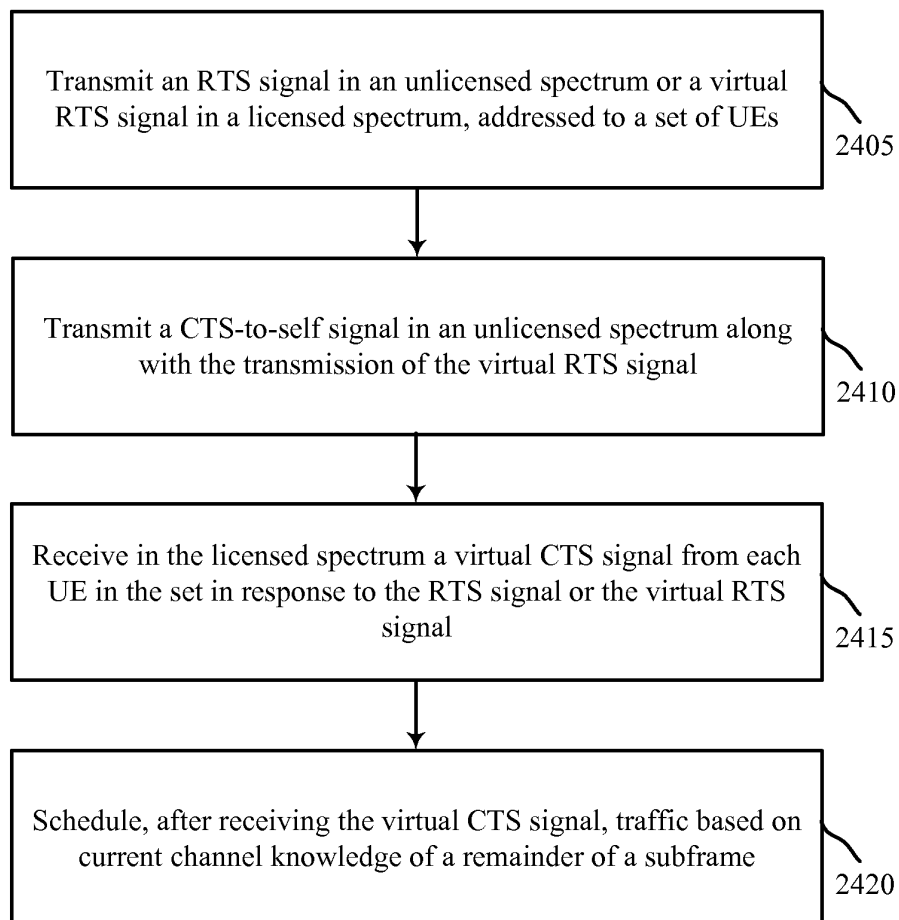 Transmit an RTS signal in an unlicensed spectrum or a virtual
RTS signal in a licensed spectrum, addressed to a set of UEs
2405
Transmit a CTS-to-self signal in an unlicensed spectrum along
with the transmission of the virtual RTS signal
2410
Receive in the licensed spectrum a virtual CTS signal from each
UE in the set in response to the RTS signal or the virtual RTS
signal
2415
Schedule, after receiving the virtual CTS signal, traffic based on
current channel knowledge of a remainder of a subframe
2420